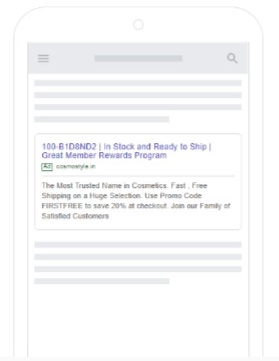 100-B1D8ND2 | In Stock and Ready to Ship |
Great Member Rewards Program
Ad cosmostyle.in
The Most Trusted Name in Cosmetics. Fast , Free
Shipping on a Huge Selection. Use Promo Code
FIRSTFREE to save 20% at checkout. Join our Family of
Satisfied Customers